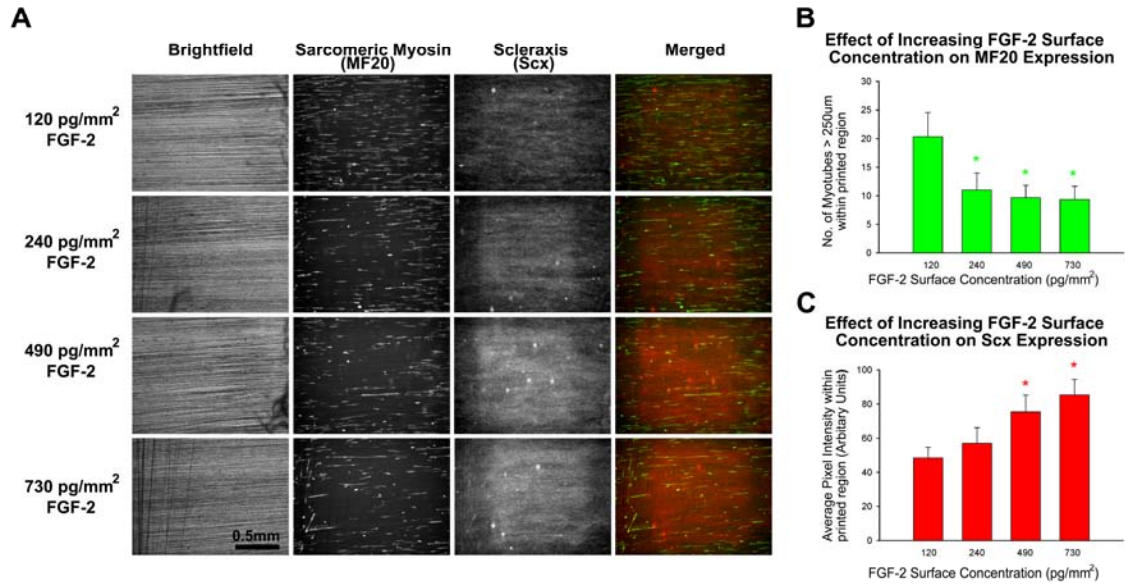 A
Brightfield
Sarcomeric Myosin
(MF20)
Scleraxis
(Scx)
Merged
120 pg/mm²
FGF-2
240 pg/mm²
FGF-2
490 pg/mm²
FGF-2
730 pg/mm²
FGF-2
0.5mm
B
Effect of Increasing FGF-2 Surface
Concentration on MF20 Expression
No. of Myotubes > 250um
within printed region
30
25
20
15
10
5
0
*
*
*
120
240
490
730
FGF-2 Surface Concentration (pg/mm²)
C
Effect of Increasing FGF-2 Surface
Concentration on Scx Expression
Average Pixel Intensity within
printed region (Arbitary Units)
100
80
60
40
20
0
*
*
120
240
490
730
FGF-2 Surface Concentration (pg/mm²)